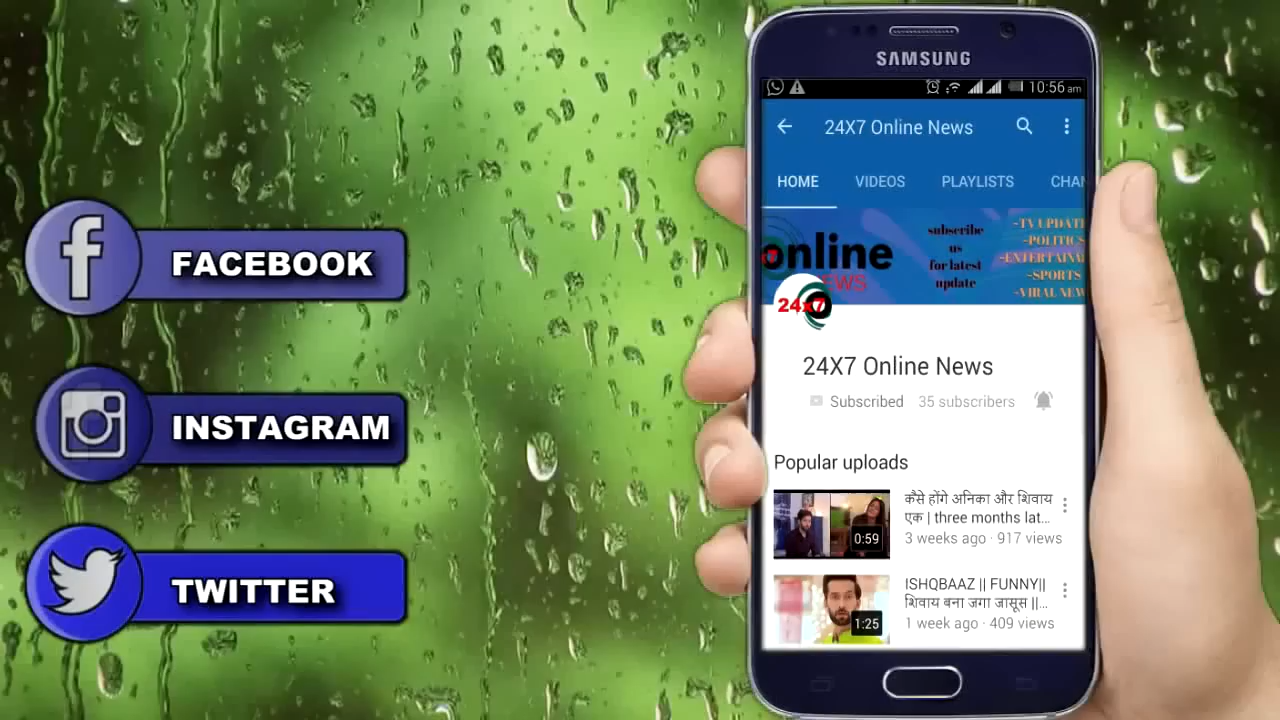 FACEBOOK
INSTAGRAM
TWITTER
SAMSUNG
10:56 am
24X7 Online News
HOME VIDEOS PLAYLISTS CHAN
online
NEWS
subscribe
us
for latest
update
-TV UPDATE
-POLITICS
-ENTERTAINM
-SPORTS
-VIRAL NEW
24x7
24X7 Online News
Subscribed 35 subscribers
Popular uploads
0:59
कैसे होंगे अनिका और शिवाय
एक | three months lat...
3 weeks ago · 917 views
1:25
ISHQBAAZ || FUNNY||
शिवाय बना जगा जासूस ||...
1 week ago · 409 views